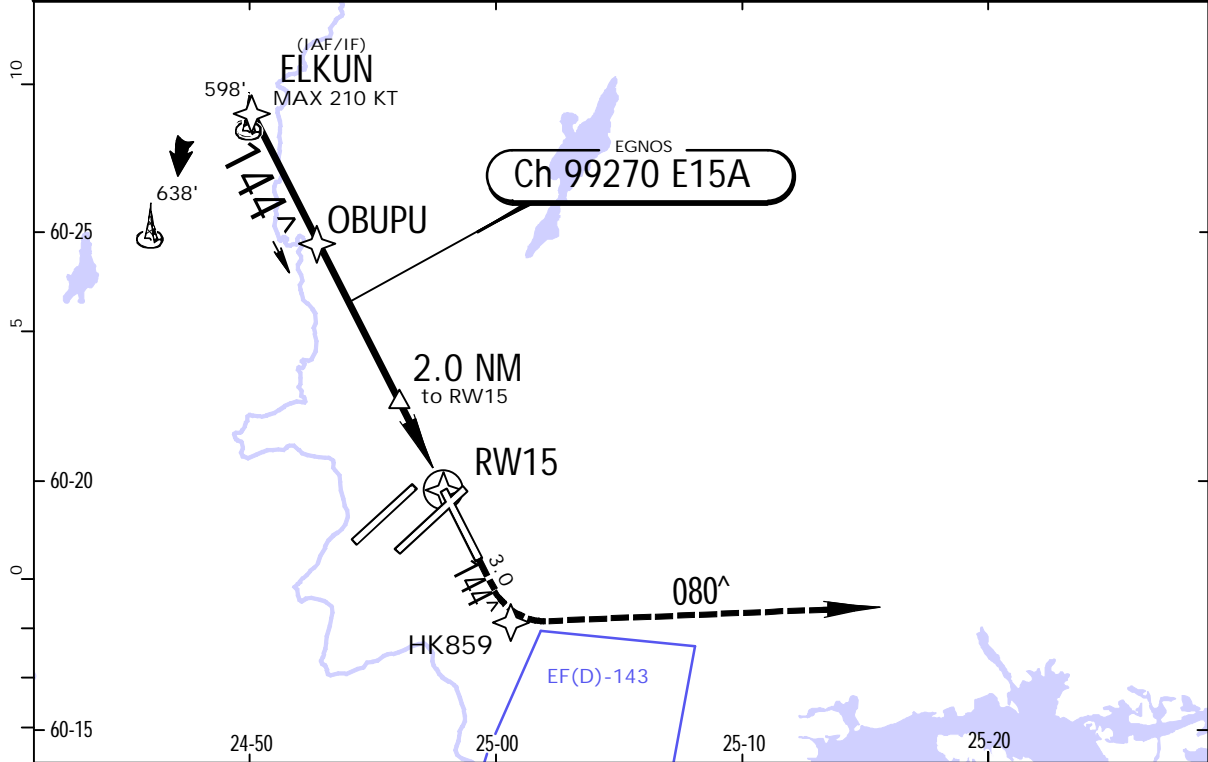 (IAF/IF)
ELKUN
MAX 210 KT
598'
10
EGNOS
Ch 99270 E15A
144^
638'
OBUPU
60-25
5
2.0 NM
to RW15
RW15
60-20
0
3.0
144^
080^
HK859
EF(D)-143
60-15
24-50
25-00
25-10
25-20